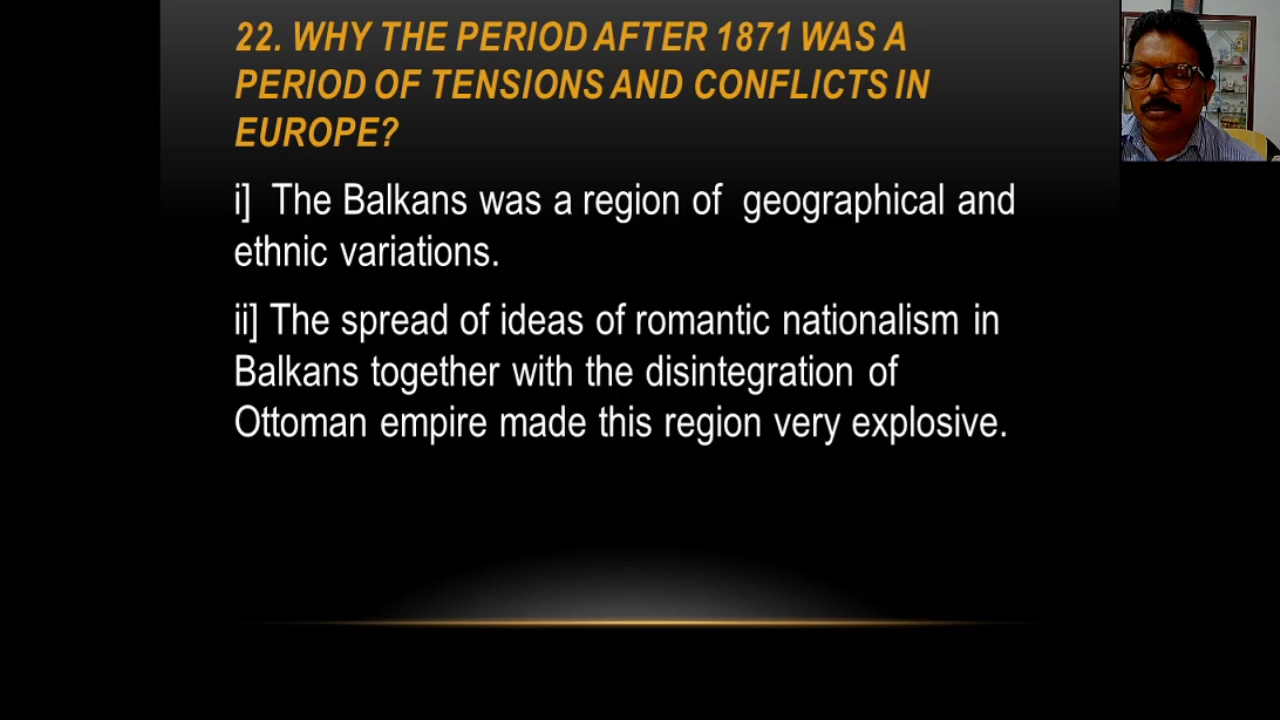 22. WHY THE PERIOD AFTER 1871 WAS A
PERIOD OF TENSIONS AND CONFLICTS IN
EUROPE?
i] The Balkans was a region of geographical and
ethnic variations.
ii] The spread of ideas of romantic nationalism in
Balkans together with the disintegration of
Ottoman empire made this region very explosive.